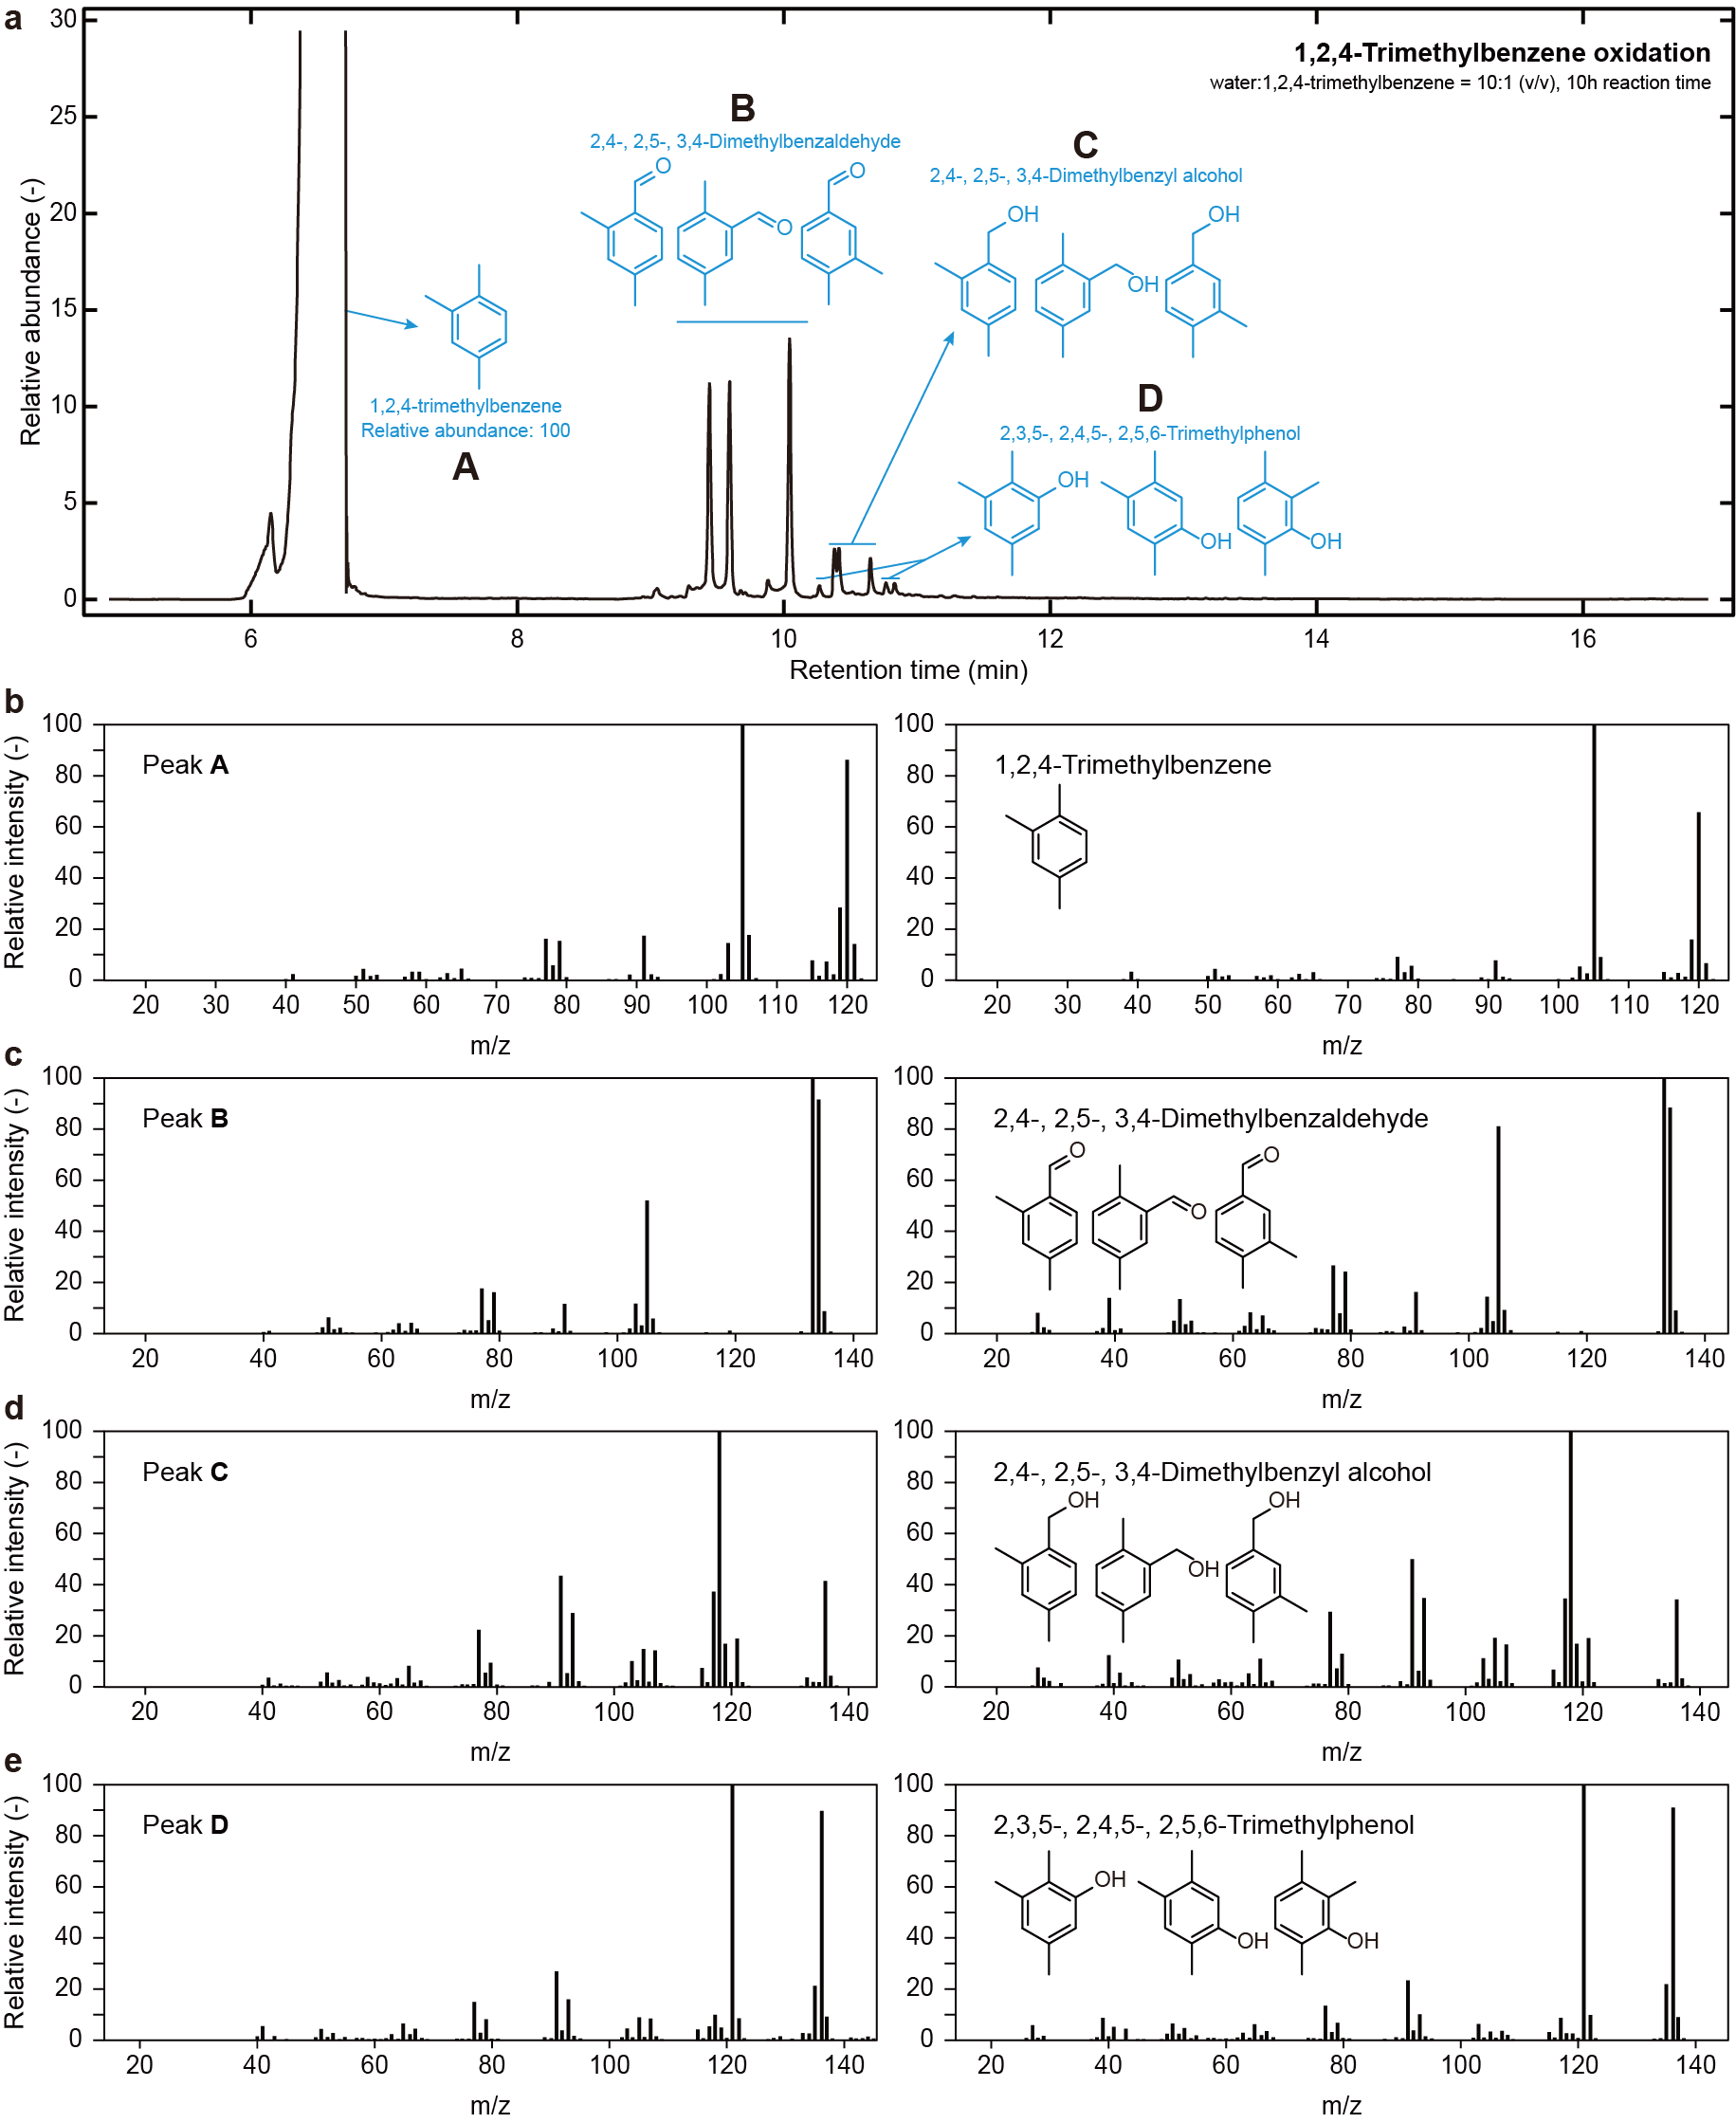 a
1,2,4-Trimethylbenzene oxidation
water:1,2,4-trimethylbenzene = 10:1 (v/v), 10h reaction time
Relative abundance (-)
30
25
20
15
10
5
0
B
2,4-, 2,5-, 3,4-Dimethylbenzaldehyde
O
O
O
C
2,4-, 2,5-, 3,4-Dimethylbenzyl alcohol
OH
OH
OH
1,2,4-trimethylbenzene
Relative abundance: 100
A
D
2,3,5-, 2,4,5-, 2,5,6-Trimethylphenol
OH
OH
OH
6 8 10 12 14 16
Retention time (min)
b
Relative intensity (-)
100
80
60
40
20
0
Peak A
20 30 40 50 60 70 80 90 100 110 120
m/z
100
80
60
40
20
0
1,2,4-Trimethylbenzene
20 30 40 50 60 70 80 90 100 110 120
m/z
c
Relative intensity (-)
100
80
60
40
20
0
Peak B
20 40 60 80 100 120 140
m/z
100
80
60
40
20
0
2,4-, 2,5-, 3,4-Dimethylbenzaldehyde
O
O
O
20 40 60 80 100 120 140
m/z
d
Relative intensity (-)
100
80
60
40
20
0
Peak C
20 40 60 80 100 120 140
m/z
100
80
60
40
20
0
2,4-, 2,5-, 3,4-Dimethylbenzyl alcohol
OH
OH
OH
20 40 60 80 100 120 140
m/z
e
Relative intensity (-)
100
80
60
40
20
0
Peak D
20 40 60 80 100 120 140
m/z
100
80
60
40
20
0
2,3,5-, 2,4,5-, 2,5,6-Trimethylphenol
OH
OH
OH
20 40 60 80 100 120 140
m/z